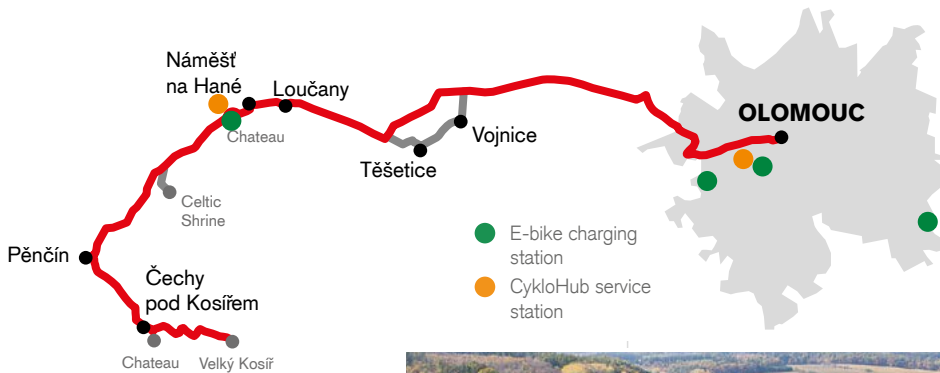 Náměšť
na Hané
Loučany
Chateau
OLOMOUC
Vojnice
Těšetice
Celtic
Shrine
E-bike charging
station
Pěnčín
Čechy
pod Kosířem
CykloHub service
station
Chateau
Velký Kosíř